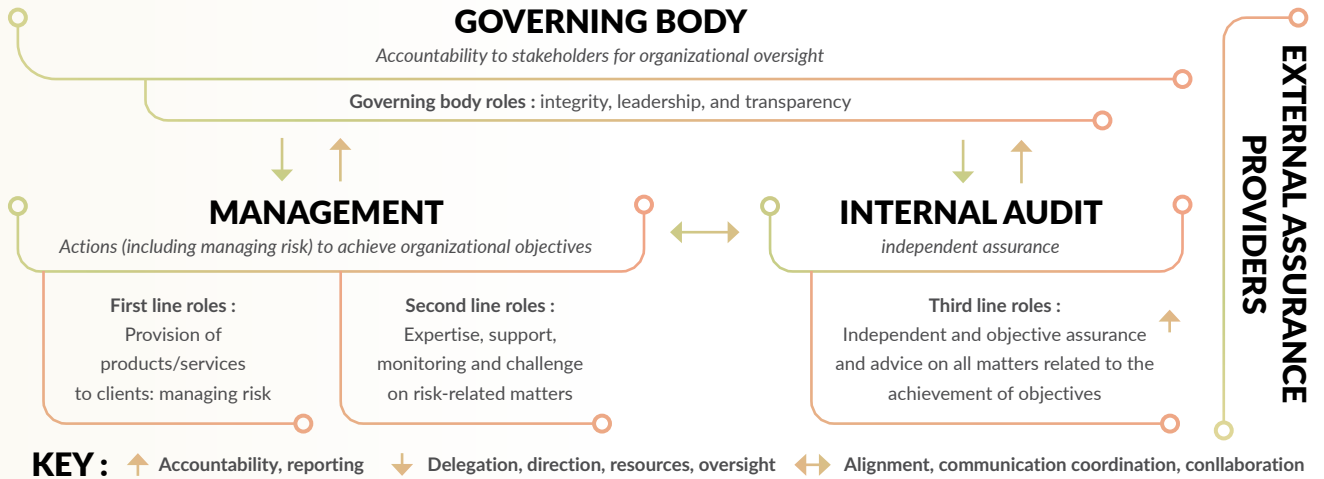 GOVERNING BODY
Accountability to stakeholders for organizational oversight
Governing body roles : integrity, leadership, and transparency
MANAGEMENT
Actions (including managing risk) to achieve organizational objectives
First line roles :
Provision of
products/services
to clients: managing risk
Second line roles :
Expertise, support,
monitoring and challenge
on risk-related matters
INTERNAL AUDIT
independent assurance
Third line roles :
Independent and objective assurance
and advice on all matters related to the
achievement of objectives
EXTERNAL ASSURANCE
PROVIDERS
KEY :
Accountability, reporting
Delegation, direction, resources, oversight
Alignment, communication coordination, conllaboration